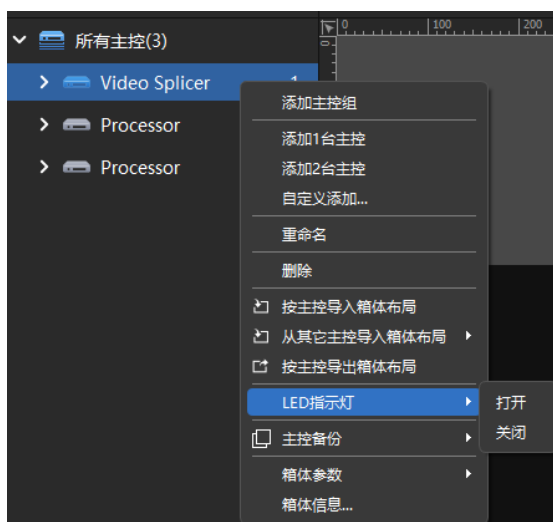 0 100 200
所有主控(3)
Video Splicer 1
Processor
Processor
添加主控组
添加1台主控
添加2台主控
自定义添加...
重命名
删除
按主控导入箱体布局
从其它主控导入箱体布局
按主控导出箱体布局
LED指示灯
打开
关闭
主控备份
箱体参数
箱体信息...